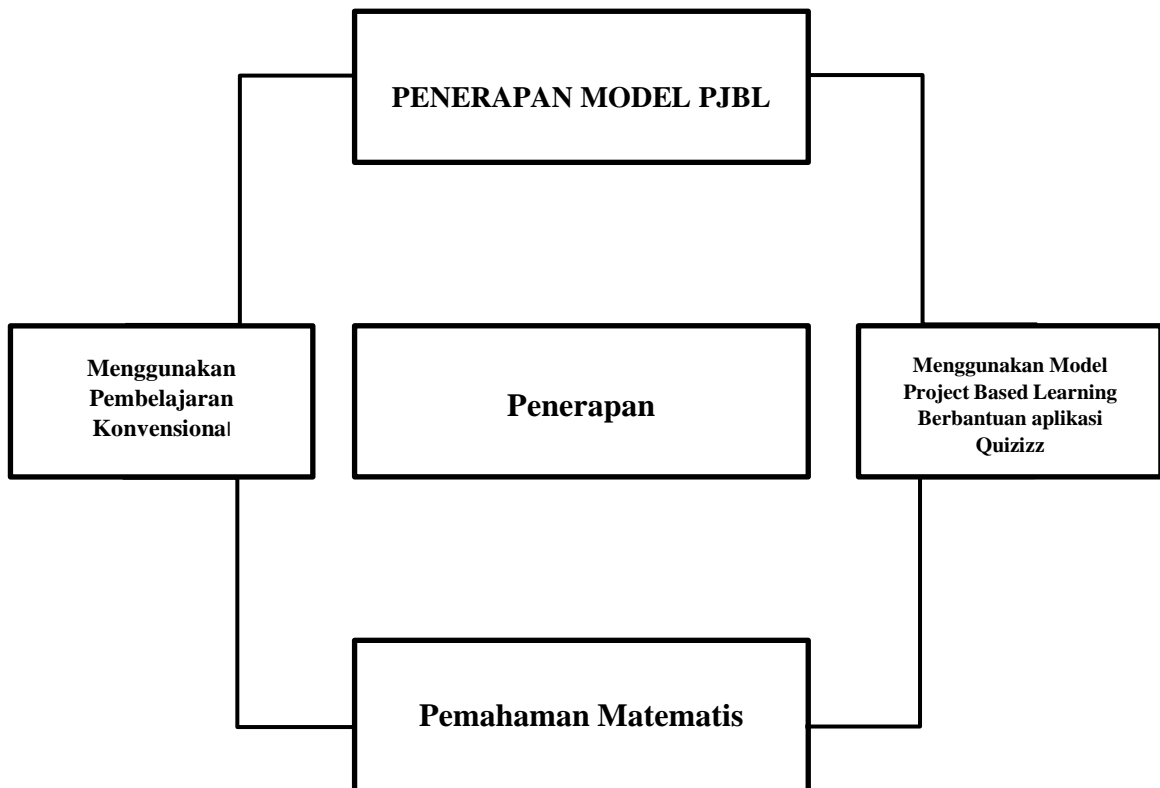 PENERAPAN MODEL PJBL
Menggunakan
Pembelajaran
Konvensional
Penerapan
Menggunakan Model
Project Based Learning
Berbantuan aplikasi
Quizizz
Pemahaman Matematis